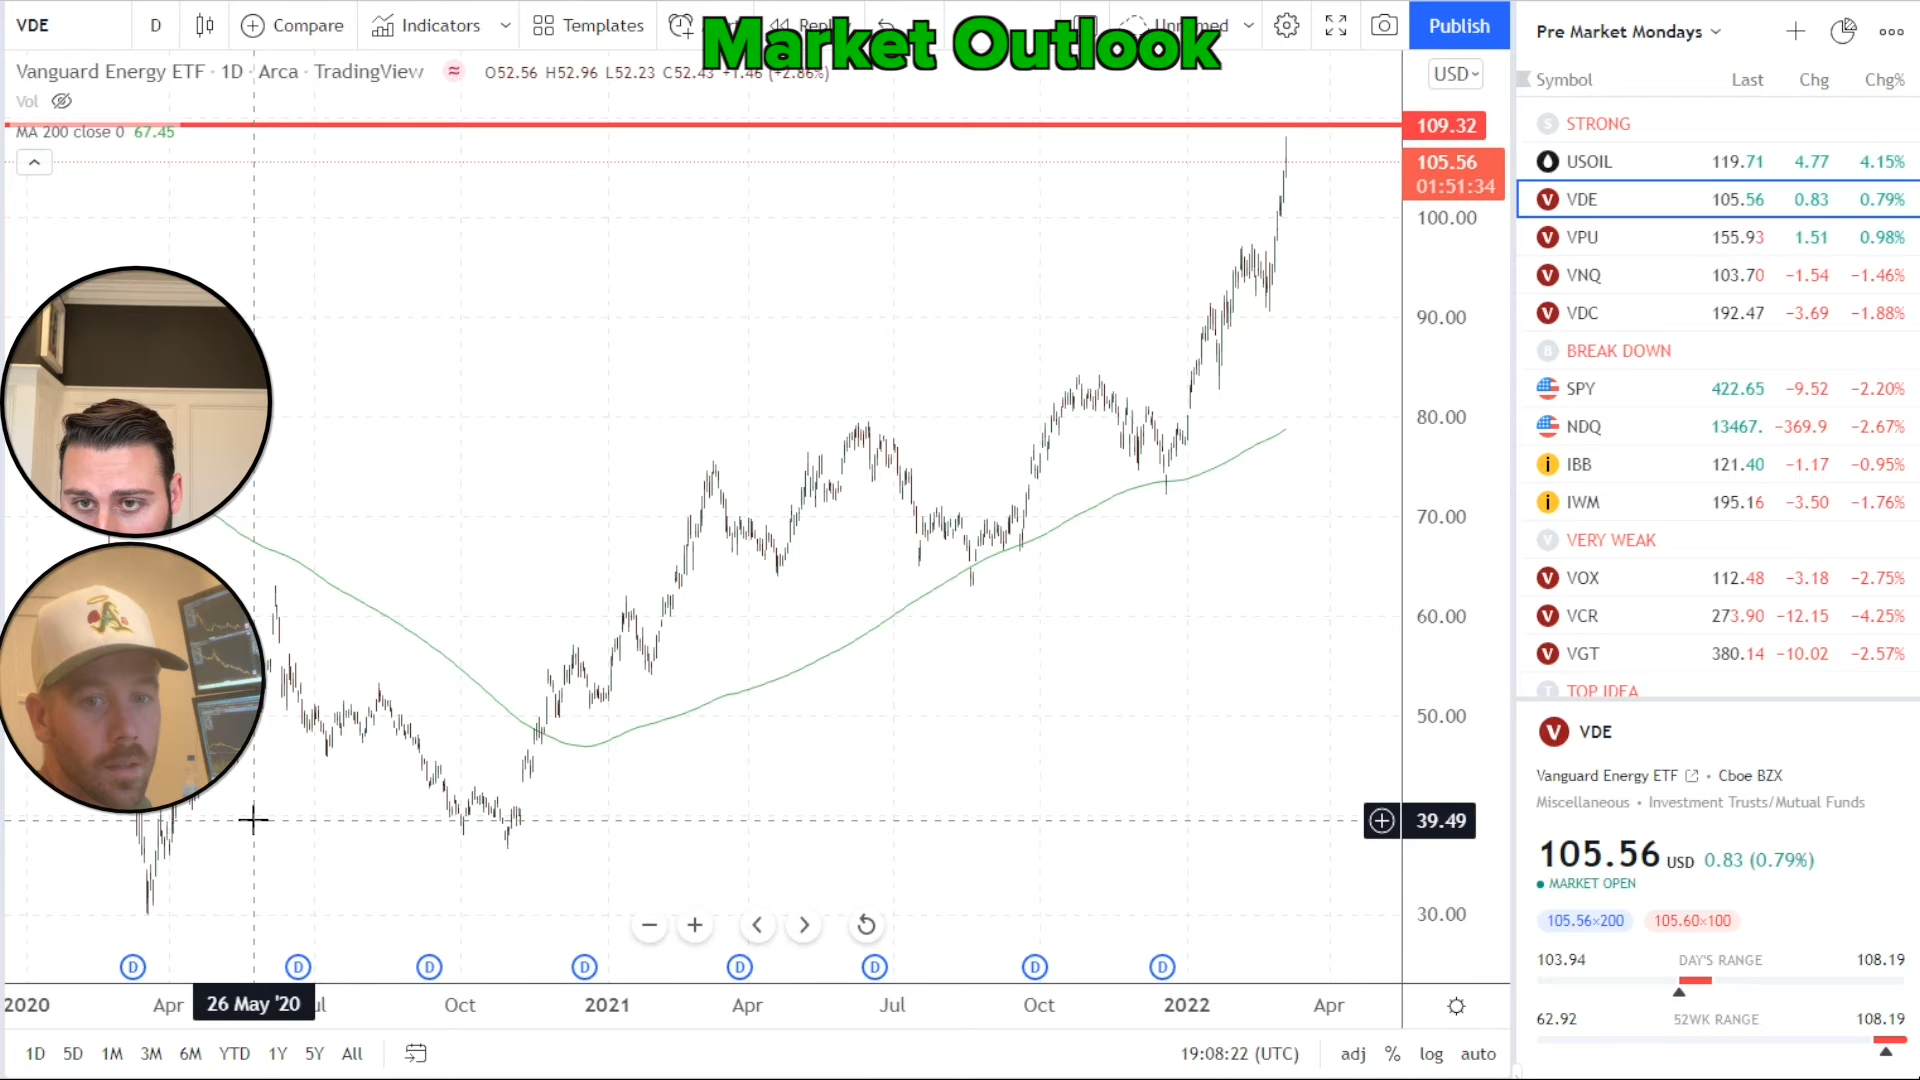 VDE D Compare Indicators Templates Replay Unnamed Publish
Market Outlook
Vanguard Energy ETF · 1D · Arca · TradingView O52.56 H52.96 L52.23 C52.43 +1.46 (+2.86%)
USD
Vol
MA 200 close 0 67.45
109.32
105.56
01:51:34
100.00
90.00
80.00
70.00
60.00
50.00
39.49
30.00
D D D D D D D D
2020 Apr 26 May '20 Oct 2021 Apr Jul Oct 2022 Apr
1D 5D 1M 3M 6M YTD 1Y 5Y All 19:08:22 (UTC) adj % log auto
Pre Market Mondays
Symbol Last Chg Chg%
S STRONG
USOIL 119.71 4.77 4.15%
V VDE 105.56 0.83 0.79%
V VPU 155.93 1.51 0.98%
V VNQ 103.70 −1.54 −1.46%
V VDC 192.47 −3.69 −1.88%
B BREAK DOWN
SPY 422.65 −9.52 −2.20%
NDQ 13467. −369.9 −2.67%
i IBB 121.40 −1.17 −0.95%
i IWM 195.16 −3.50 −1.76%
V VERY WEAK
V VOX 112.48 −3.18 −2.75%
V VCR 273.90 −12.15 −4.25%
V VGT 380.14 −10.02 −2.57%
T TOP IDEA
V VDE
Vanguard Energy ETF • Cboe BZX
Miscellaneous • Investment Trusts/Mutual Funds
105.56 USD 0.83 (0.79%)
MARKET OPEN
105.56×200 105.60×100
103.94 DAY'S RANGE 108.19
62.92 52WK RANGE 108.19